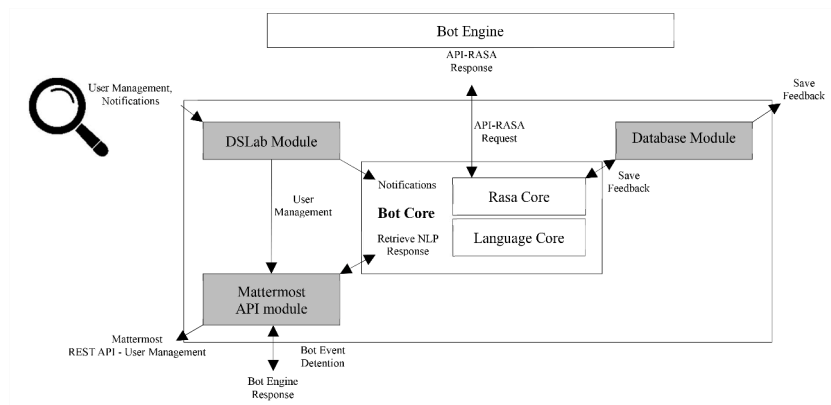 Bot Engine
API-RASA
Response
User Management,
Notifications
Save
Feedback
API-RASA
Request
DSLab Module
Database Module
Notifications
Save
Feedback
Rasa Core
User
Management
Bot Core
Retrieve NLP
Response
Language Core
Mattermost
API module
Mattermost
REST API - User Management
Bot Event
Detention
Bot Engine
Response